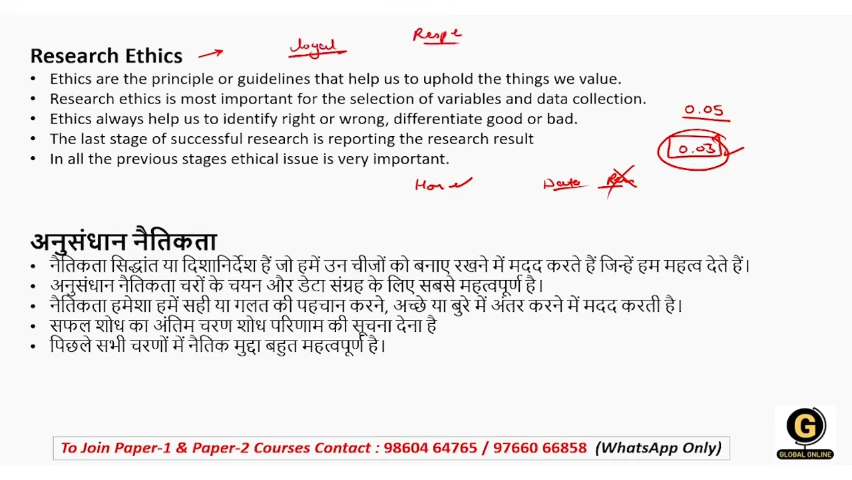 Respe
legal
Research Ethics
• Ethics are the principle or guidelines that help us to uphold the things we value.
• Research ethics is most important for the selection of variables and data collection.
0.05
• Ethics always help us to identify right or wrong, differentiate good or bad.
• The last stage of successful research is reporting the research result
0.03
• In all the previous stages ethical issue is very important.
Data
अनुसंधान नैतिकता
• नैतिकता सिद्धांत या दिशानिर्देश हैं जो हमें उन चीजों को बनाए रखने में मदद करते हैं जिन्हें हम महत्व देते हैं।
• अनुसंधान नैतिकता चरों के चयन और डेटा संग्रह के लिए सबसे महत्वपूर्ण है।
• नैतिकता हमेशा हमें सही या गलत की पहचान करने, अच्छे या बुरे में अंतर करने में मदद करती है।
• सफल शोध का अंतिम चरण शोध परिणाम की सूचना देना है
• पिछले सभी चरणों में नैतिक मुद्दा बहुत महत्वपूर्ण है।
To Join Paper-1 & Paper-2 Courses Contact : 98604 64765 / 97660 66858 (WhatsApp Only)
G
GLOBAL ONLINE